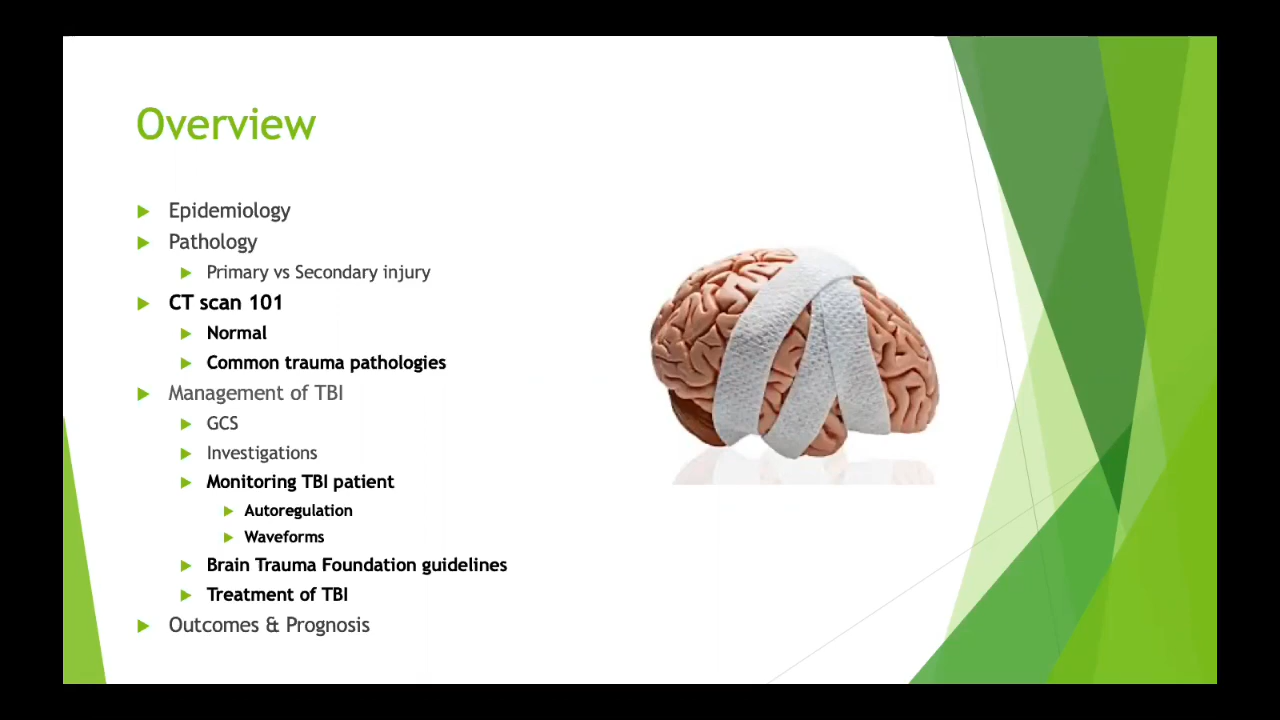 Overview
Epidemiology
Pathology
Primary vs Secondary injury
CT scan 101
Normal
Common trauma pathologies
Management of TBI
GCS
Investigations
Monitoring TBI patient
Autoregulation
Waveforms
Brain Trauma Foundation guidelines
Treatment of TBI
Outcomes & Prognosis